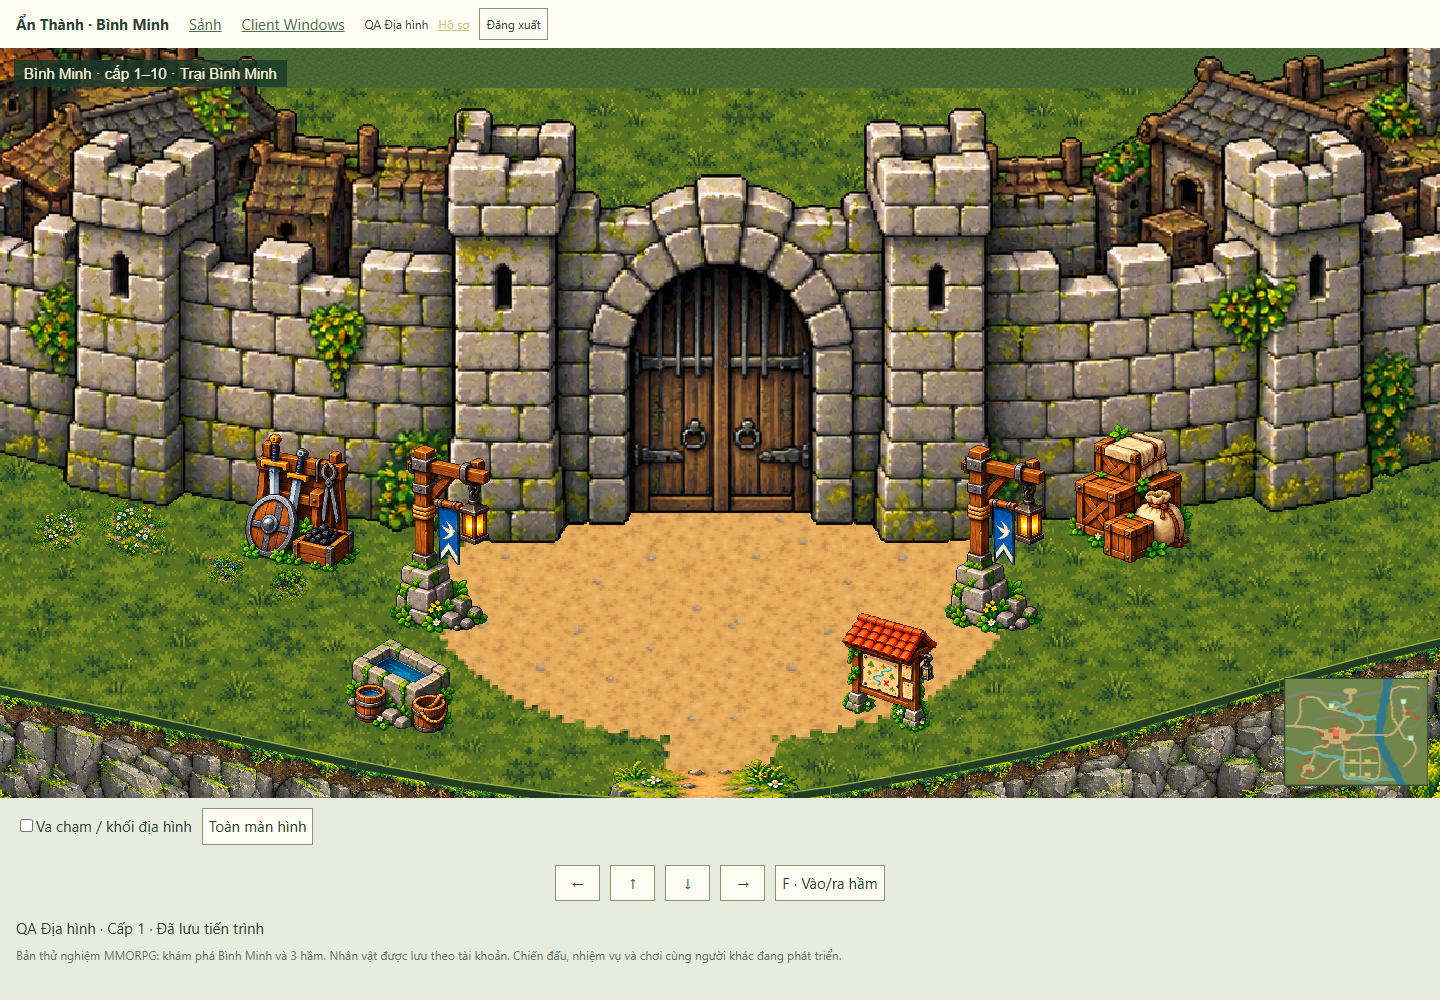 Ẩn Thành · Bình Minh Sảnh Client Windows QA Địa hình Hồ sơ Đăng xuất
Bình Minh · cấp 1–10 · Trại Bình Minh
Va chạm / khối địa hình Toàn màn hình
← ↑ ↓ → F · Vào/ra hầm
QA Địa hình · Cấp 1 · Đã lưu tiến trình
Bản thử nghiệm MMORPG: khám phá Bình Minh và 3 hầm. Nhân vật được lưu theo tài khoản. Chiến đấu, nhiệm vụ và chơi cùng người khác đang phát triển.